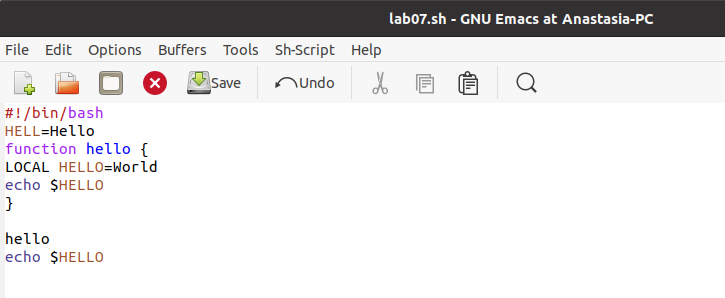 lab07.sh - GNU Emacs at Anastasia-PC
File Edit Options Buffers Tools Sh-Script Help
Save Undo
#!/bin/bash
HELL=Hello
function hello {
LOCAL HELLO=World
echo $HELLO
}
hello
echo $HELLO